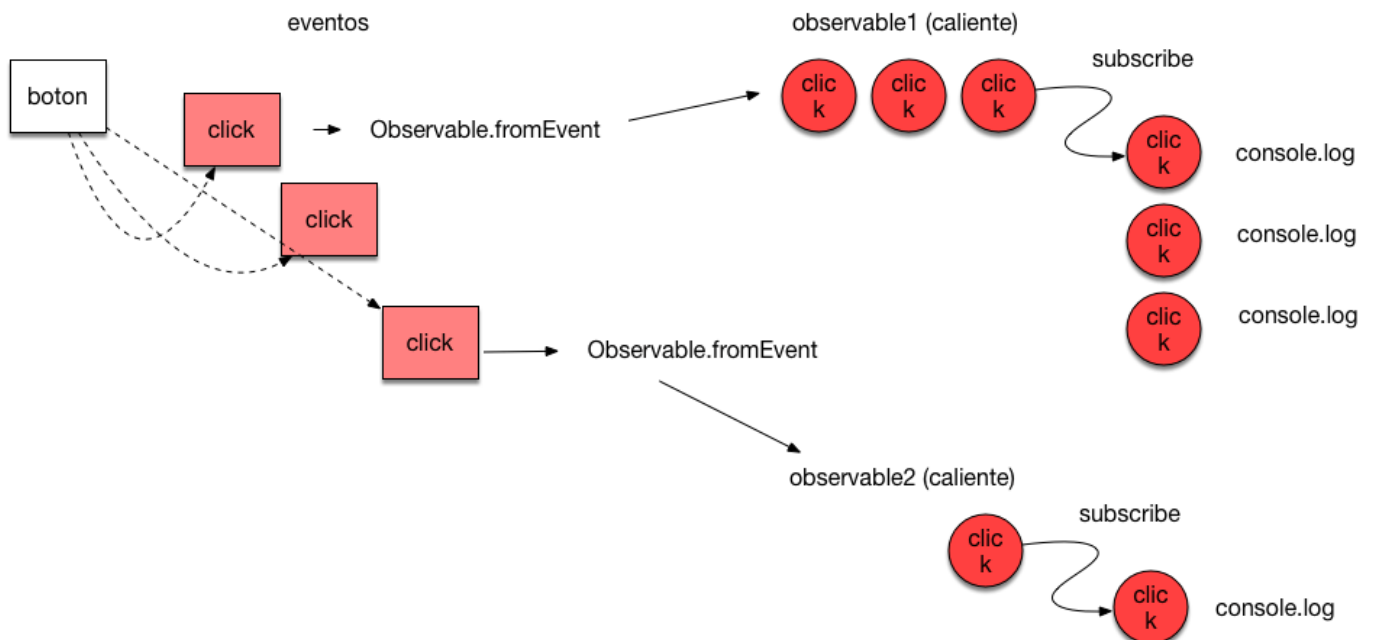 eventos
observable1 (caliente)
boton
click
Observable.fromEvent
clic
k
clic
k
clic
k
subscribe
clic
k
console.log
click
clic
k
console.log
click
Observable.fromEvent
clic
k
console.log
observable2 (caliente)
clic
k
subscribe
clic
k
console.log